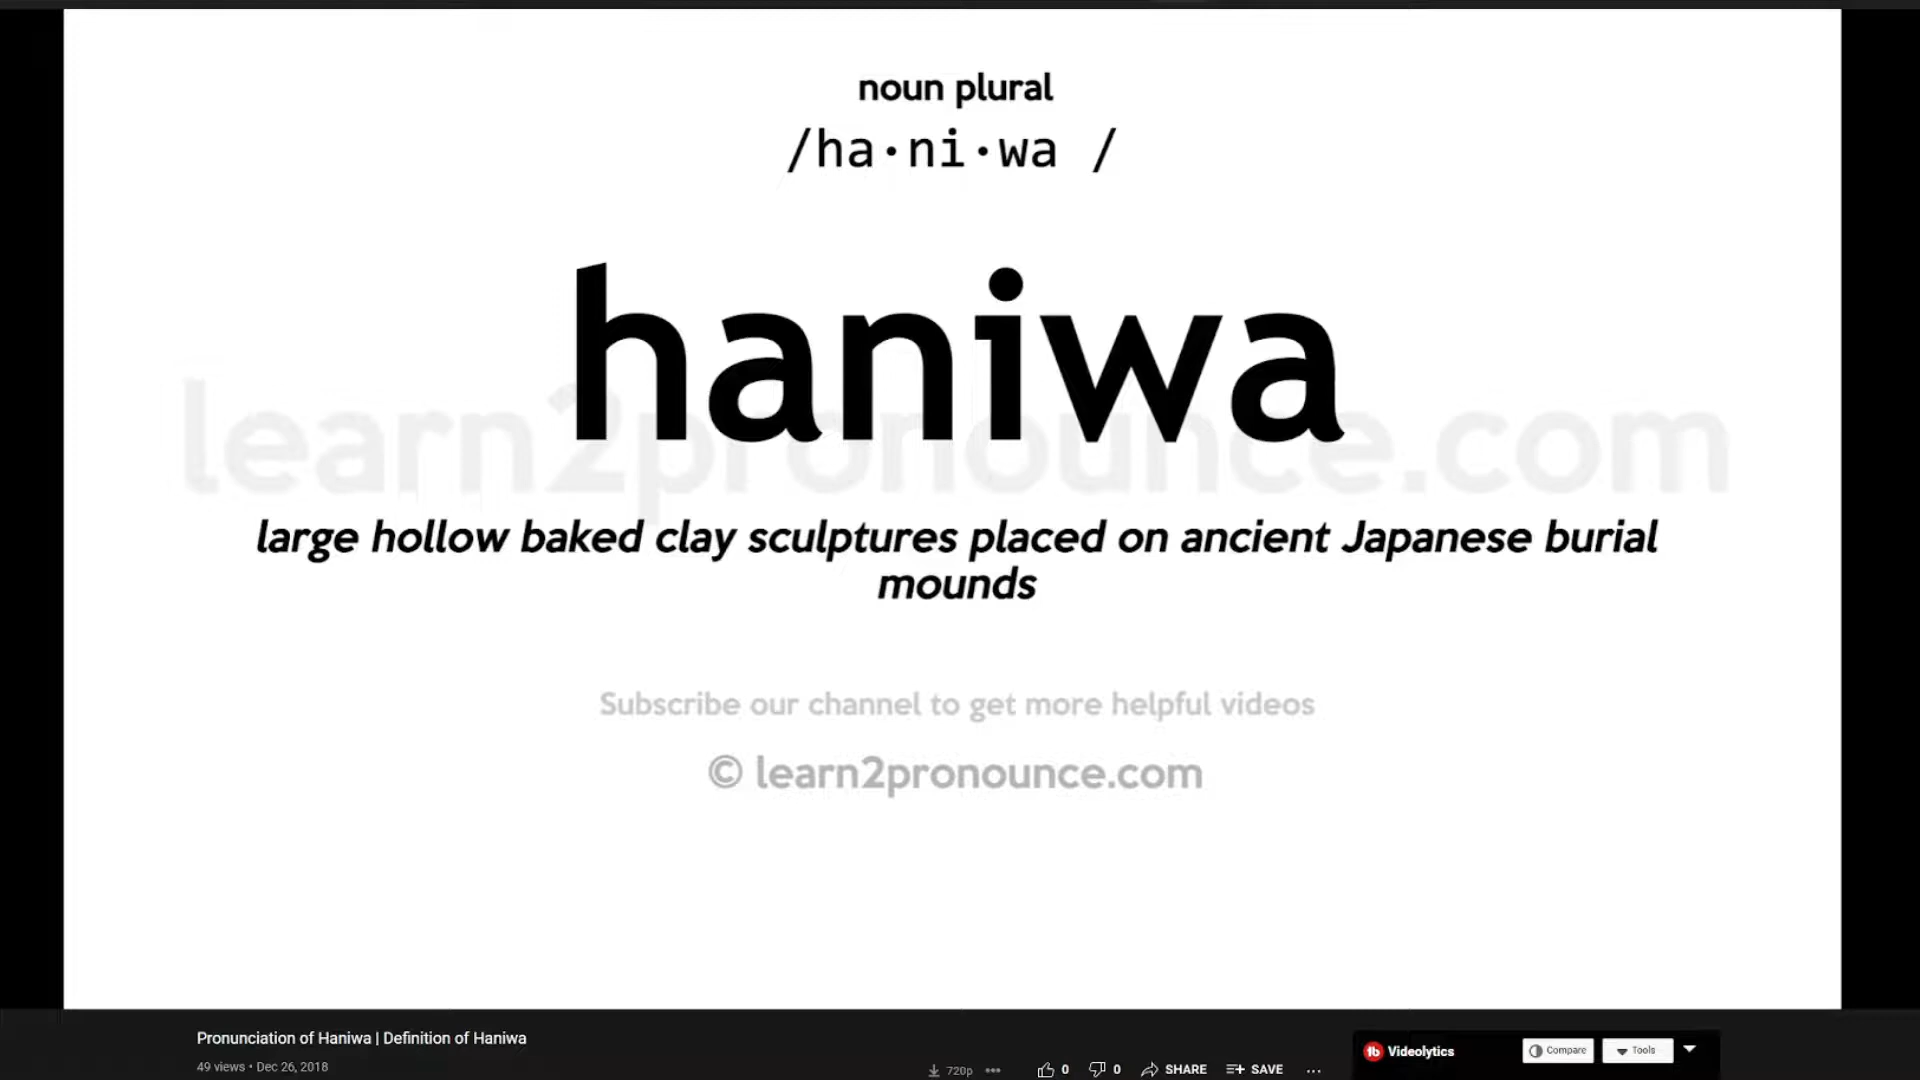 noun plural
/ha·ni·wa /
haniwa
learn2pronounce.com
large hollow baked clay sculptures placed on ancient Japanese burial
mounds
Subscribe our channel to get more helpful videos
© learn2pronounce.com
Pronunciation of Haniwa | Definition of Haniwa
49 views • Dec 26, 2018
720p ••• 0 0 SHARE SAVE ...
tb Videolytics Compare Tools